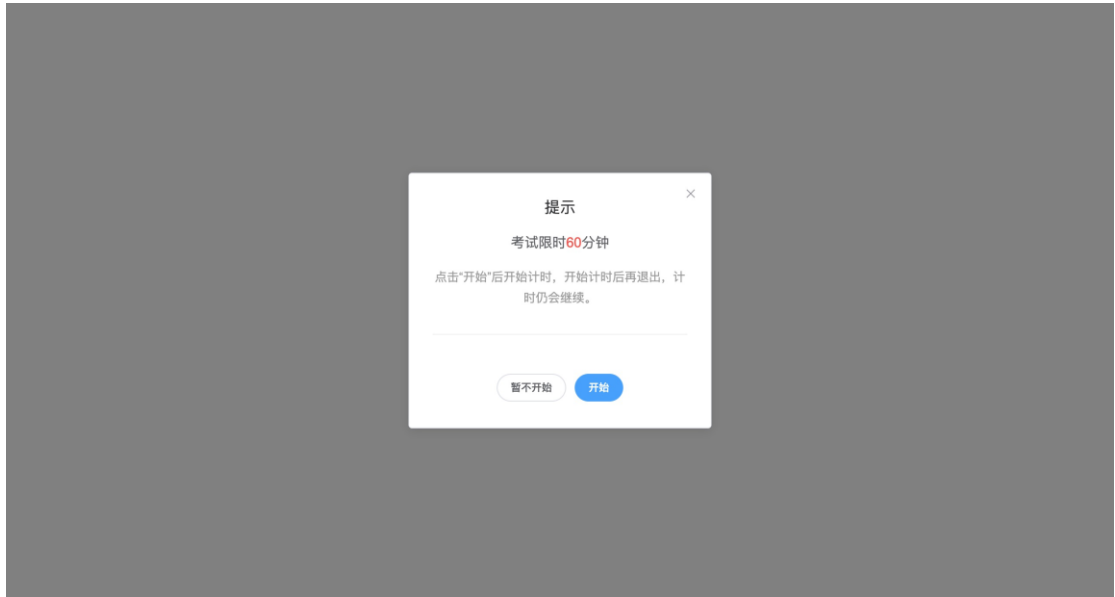 提示
考试限时60分钟
点击“开始”后开始计时，开始计时后再退出，计
时仍会继续。
暂不开始 开始